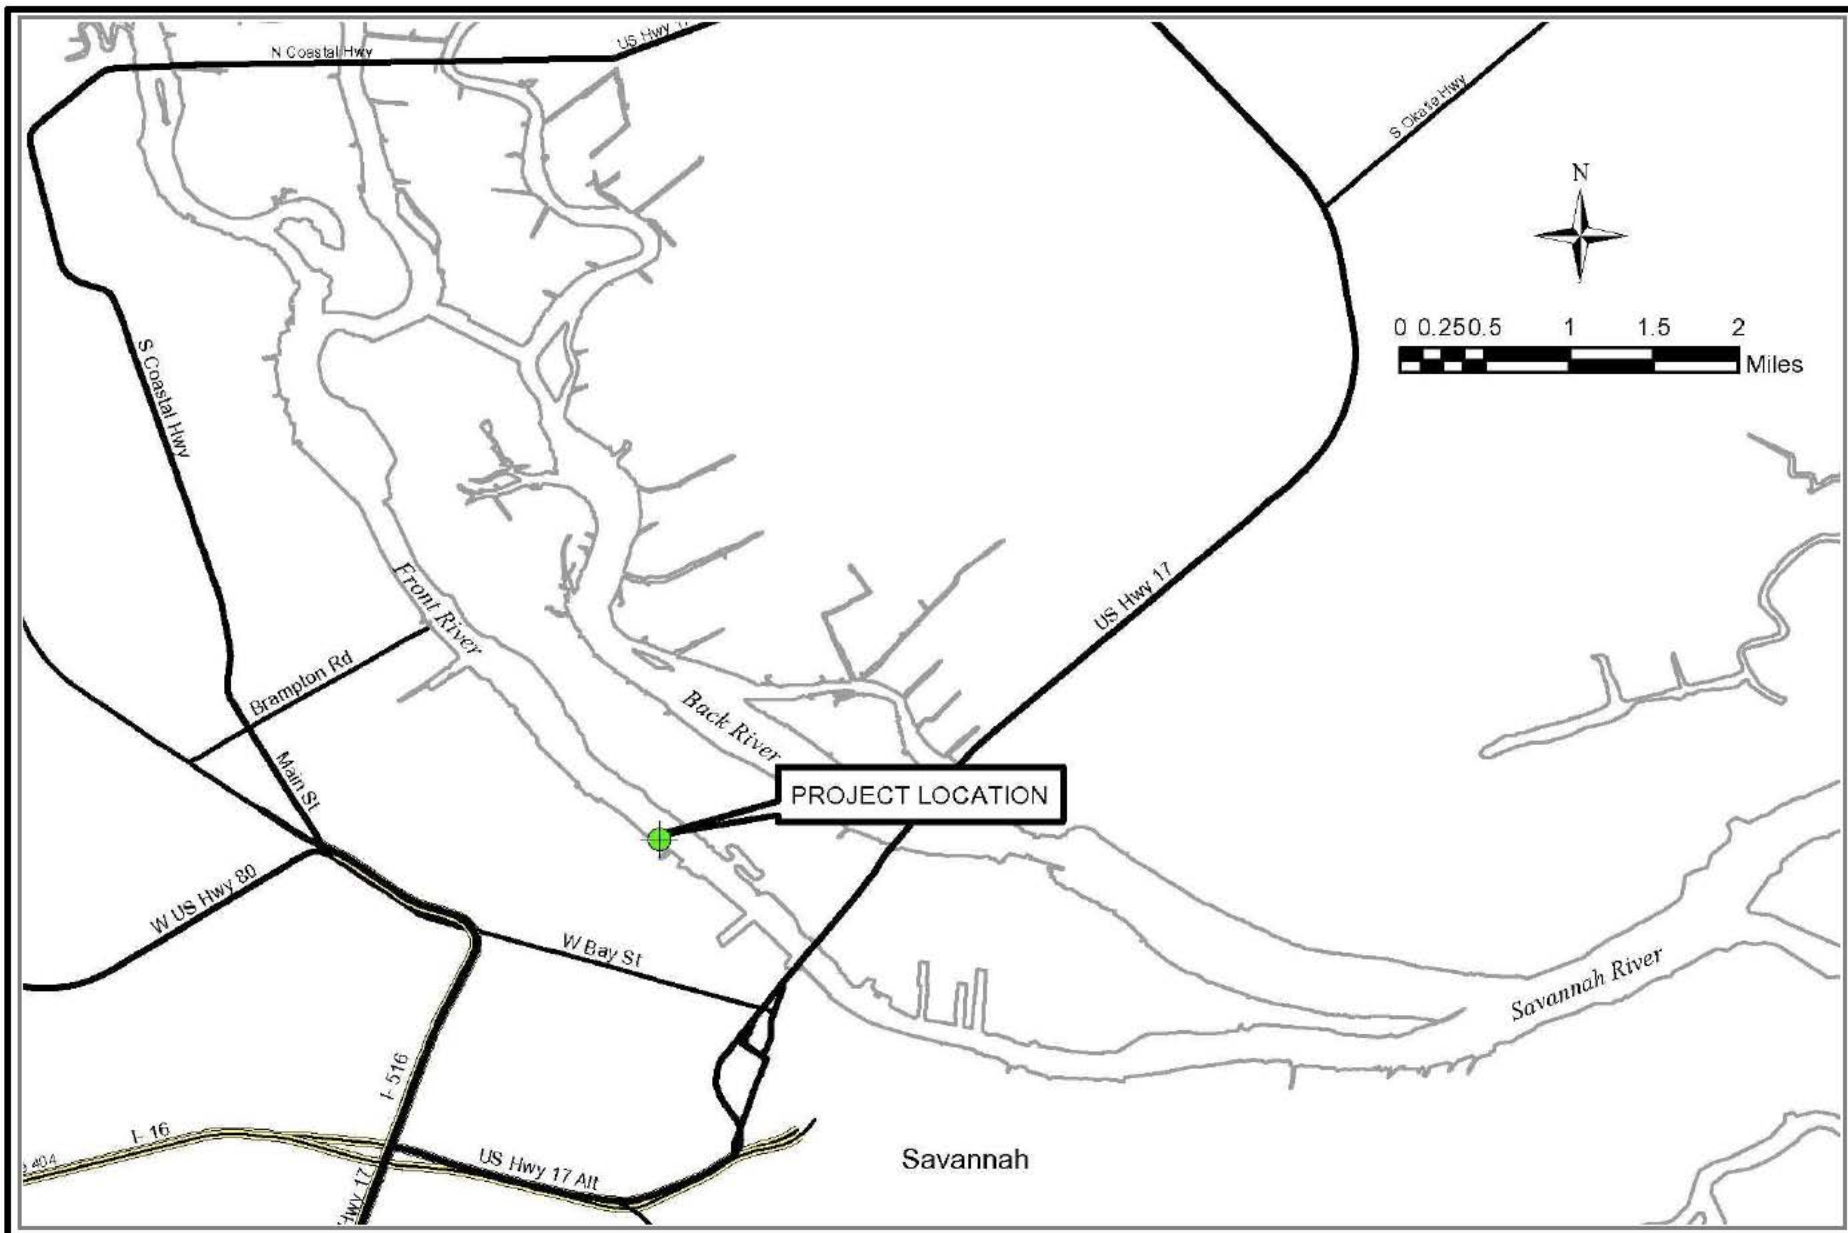 N Coastal Hwy
US Hwy 17
S Okatie Hwy
N
0 0.25 0.5 1 1.5 2
Miles
S Coastal Hwy
Front River
US Hwy 17
Brampton Rd
Back River
Main St
PROJECT LOCATION
W US Hwy 80
W Bay St
Savannah River
I-516
I-16
404
US Hwy 17 Alt
Hwy 17
Savannah